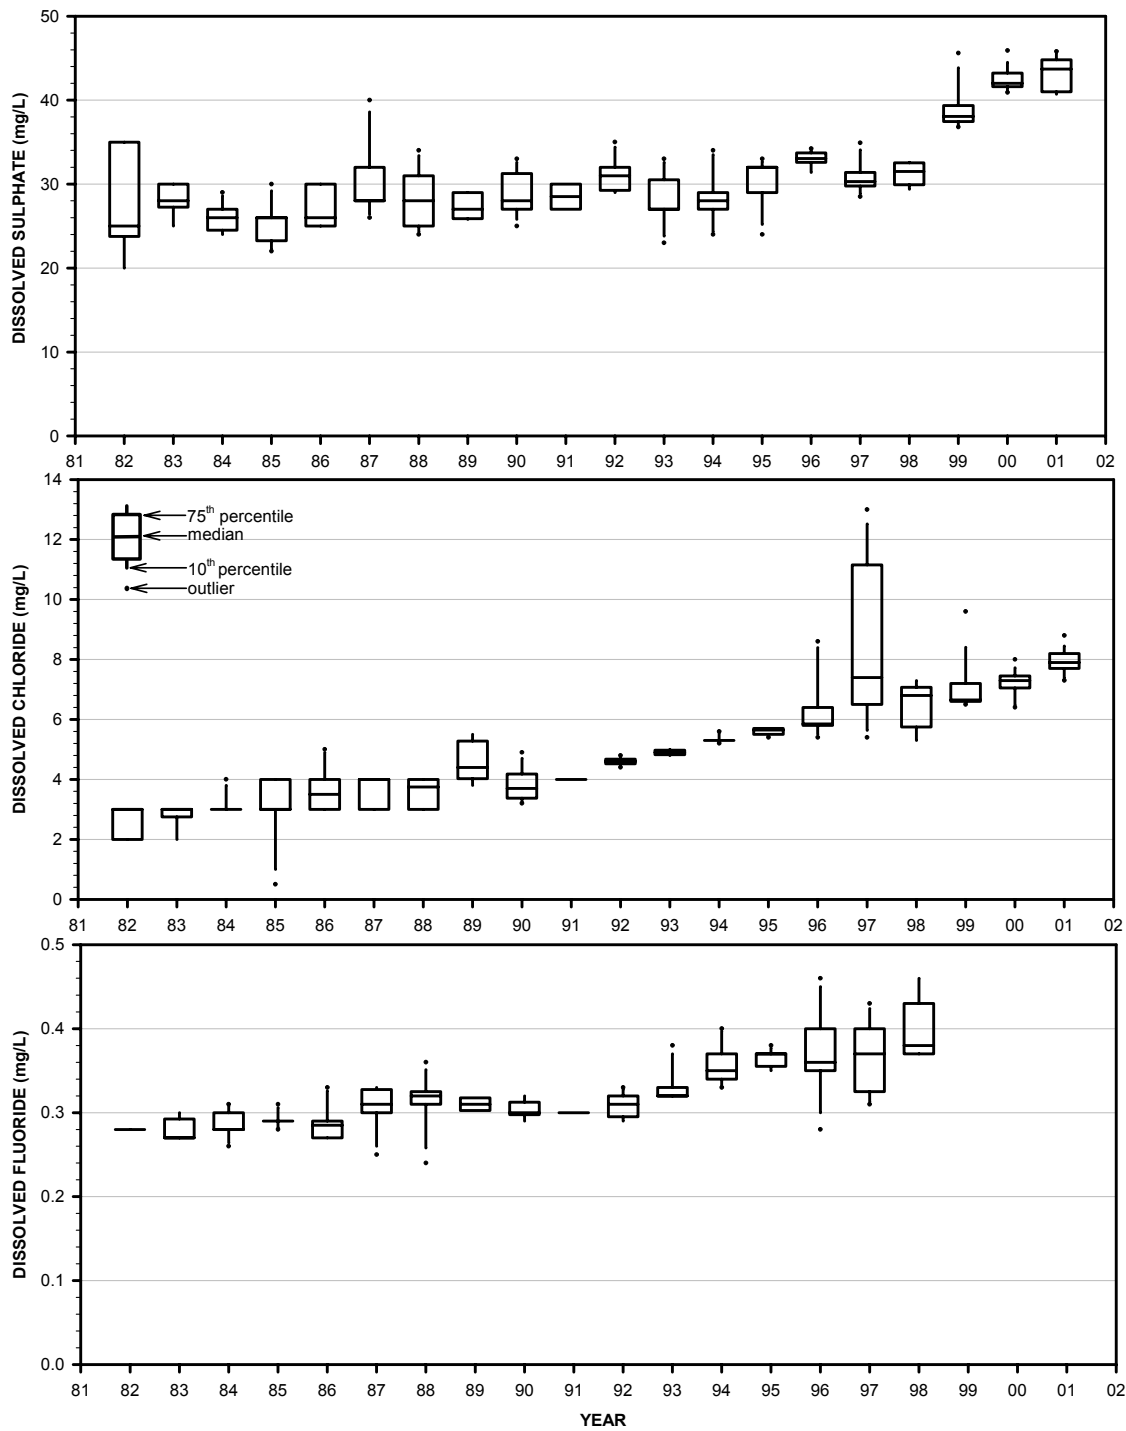 50
40
30
20
10
0
DISSOLVED SULPHATE (mg/L)
81 82 83 84 85 86 87 88 89 90 91 92 93 94 95 96 97 98 99 00 01 02
14
12
10
8
6
4
2
0
DISSOLVED CHLORIDE (mg/L)
75th percentile
median
10th percentile
outlier
81 82 83 84 85 86 87 88 89 90 91 92 93 94 95 96 97 98 99 00 01 02
0.5
0.4
0.3
0.2
0.1
0.0
DISSOLVED FLUORIDE (mg/L)
81 82 83 84 85 86 87 88 89 90 91 92 93 94 95 96 97 98 99 00 01 02
YEAR